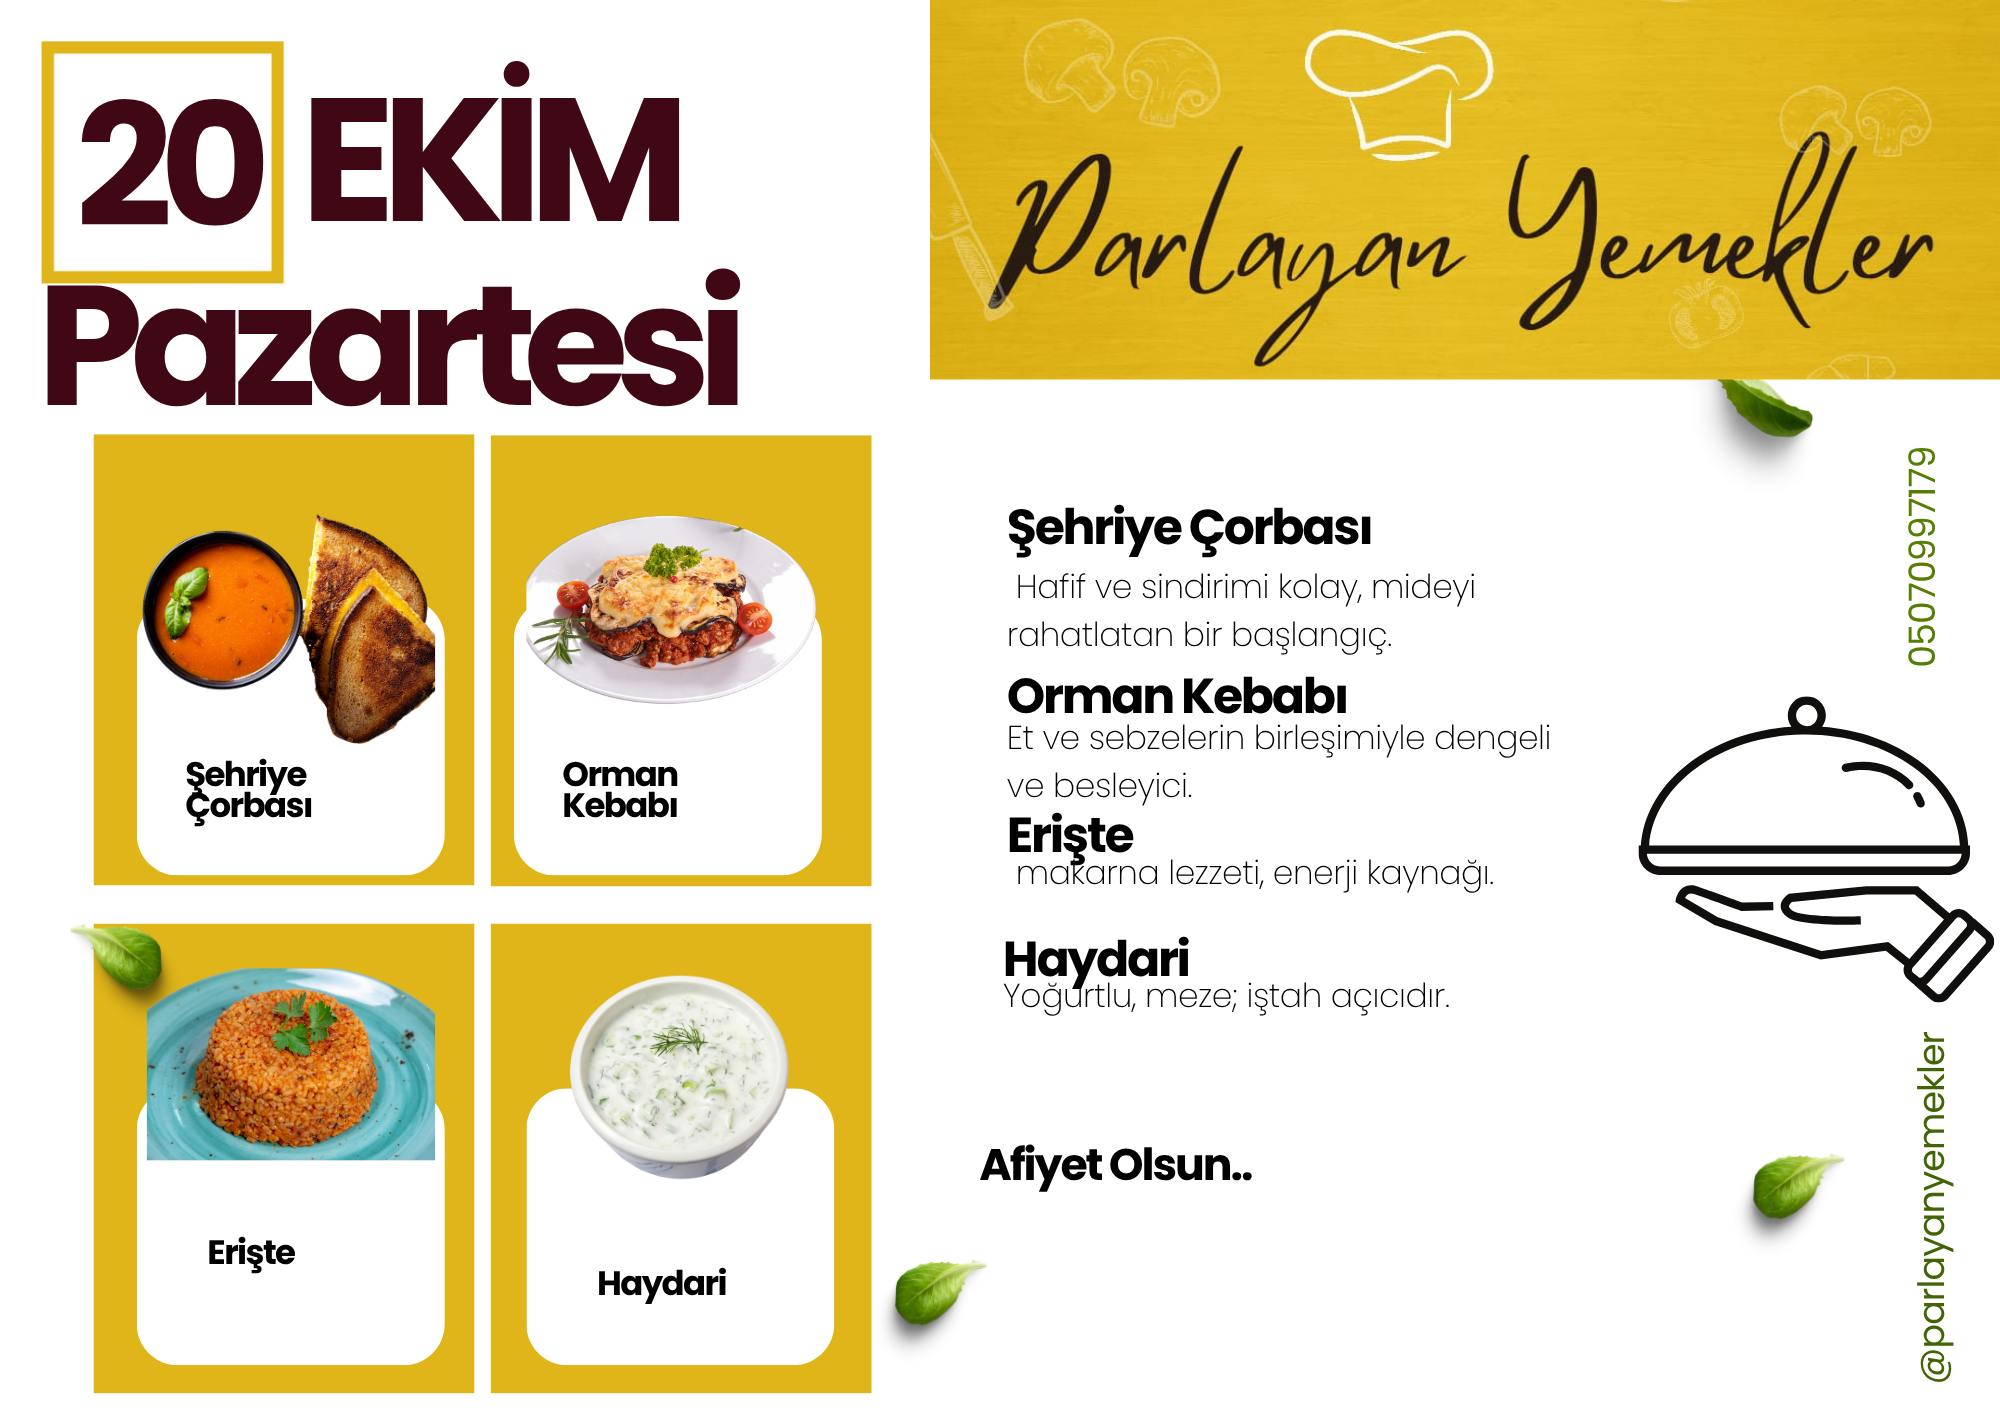 20 EKİM
Pazartesi
Parlayan Yemekler
Şehriye
Çorbası
Orman
Kebabı
Erişte
Haydari
Şehriye Çorbası
Hafif ve sindirimi kolay, mideyi
rahatlatan bir başlangıç.
Orman Kebabı
Et ve sebzelerin birleşimiyle dengeli
ve besleyici.
Erişte
makarna lezzeti, enerji kaynağı.
Haydari
Yoğurtlu, meze; iştah açıcıdır.
Afiyet Olsun..
05070997179
@parlayanyemekler